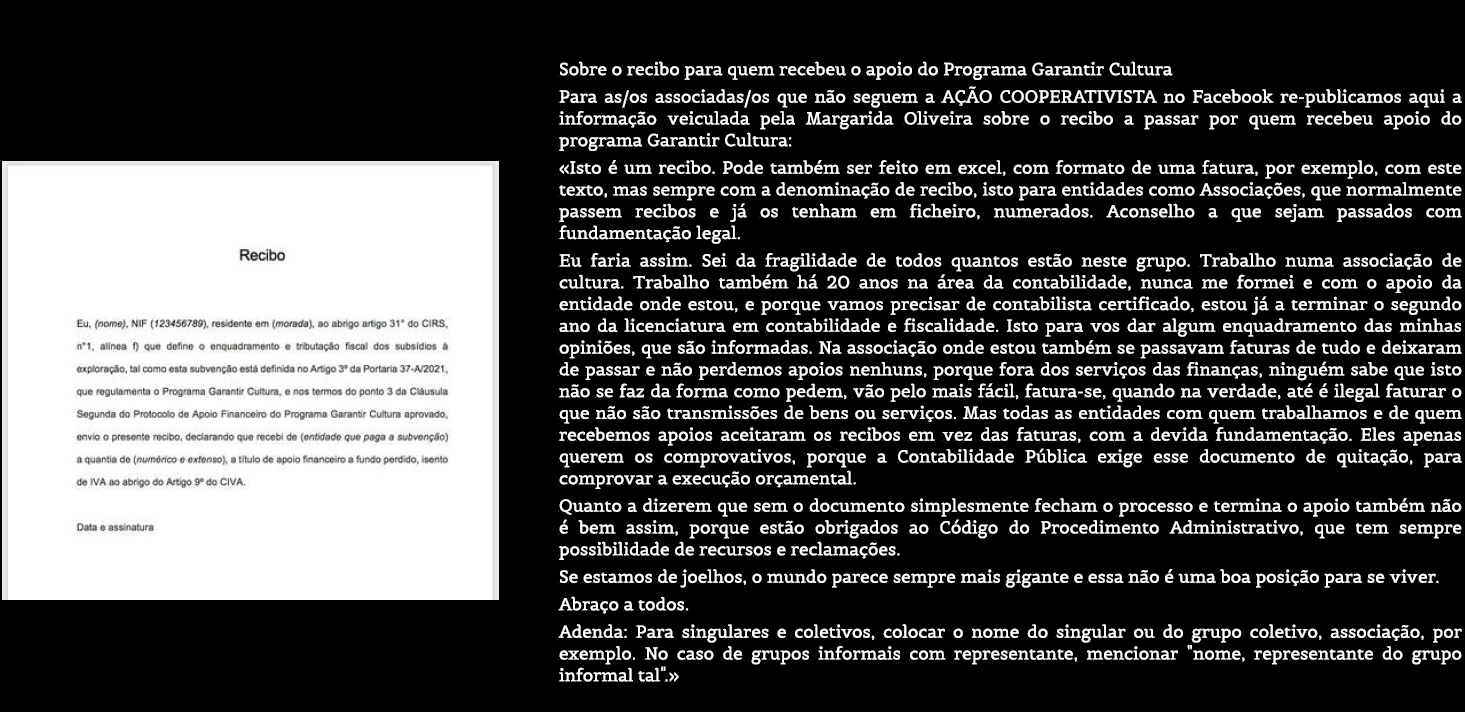 Recibo
Eu, (nome), NIF (123456789), residente em (morada), ao abrigo artigo 31° do CIRS,
n°1, alínea f) que define o enquadramento e tributação fiscal dos subsídios à
exploração, tal como esta subvenção está definida no Artigo 3º da Portaria 37-A/2021,
que regulamenta o Programa Garantir Cultura, e nos termos do ponto 3 da Cláusula
Segunda do Protocolo de Apoio Financeiro do Programa Garantir Cultura aprovado,
envio o presente recibo, declarando que recebi de (entidade que paga a subvenção)
a quantia de (numérico e extenso), a título de apoio financeiro a fundo perdido, isento
de IVA ao abrigo do Artigo 9º do CIVA.
Data e assinatura
Sobre o recibo para quem recebeu o apoio do Programa Garantir Cultura
Para as/os associadas/os que não seguem a AÇÃO COOPERATIVISTA no Facebook re-publicamos aqui a
informação veiculada pela Margarida Oliveira sobre o recibo a passar por quem recebeu apoio do
programa Garantir Cultura:
«Isto é um recibo. Pode também ser feito em excel, com formato de uma fatura, por exemplo, com este
texto, mas sempre com a denominação de recibo, isto para entidades como Associações, que normalmente
passem recibos e já os tenham em ficheiro, numerados. Aconselho a que sejam passados com
fundamentação legal.
Eu faria assim. Sei da fragilidade de todos quantos estão neste grupo. Trabalho numa associação de
cultura. Trabalho também há 20 anos na área da contabilidade, nunca me formei e com o apoio da
entidade onde estou, e porque vamos precisar de contabilista certificado, estou já a terminar o segundo
ano da licenciatura em contabilidade e fiscalidade. Isto para vos dar algum enquadramento das minhas
opiniões, que são informadas. Na associação onde estou também se passavam faturas de tudo e deixaram
de passar e não perdemos apoios nenhuns, porque fora dos serviços das finanças, ninguém sabe que isto
não se faz da forma como pedem, vão pelo mais fácil, fatura-se, quando na verdade, até é ilegal faturar o
que não são transmissões de bens ou serviços. Mas todas as entidades com quem trabalhamos e de quem
recebemos apoios aceitaram os recibos em vez das faturas, com a devida fundamentação. Eles apenas
querem os comprovativos, porque a Contabilidade Pública exige esse documento de quitação, para
comprovar a execução orçamental.
Quanto a dizerem que sem o documento simplesmente fecham o processo e termina o apoio também não
é bem assim, porque estão obrigados ao Código do Procedimento Administrativo, que tem sempre
possibilidade de recursos e reclamações.
Se estamos de joelhos, o mundo parece sempre mais gigante e essa não é uma boa posição para se viver.
Abraço a todos.
Adenda: Para singulares e coletivos, colocar o nome do singular ou do grupo coletivo, associação, por
exemplo. No caso de grupos informais com representante, mencionar "nome, representante do grupo
informal tal".»